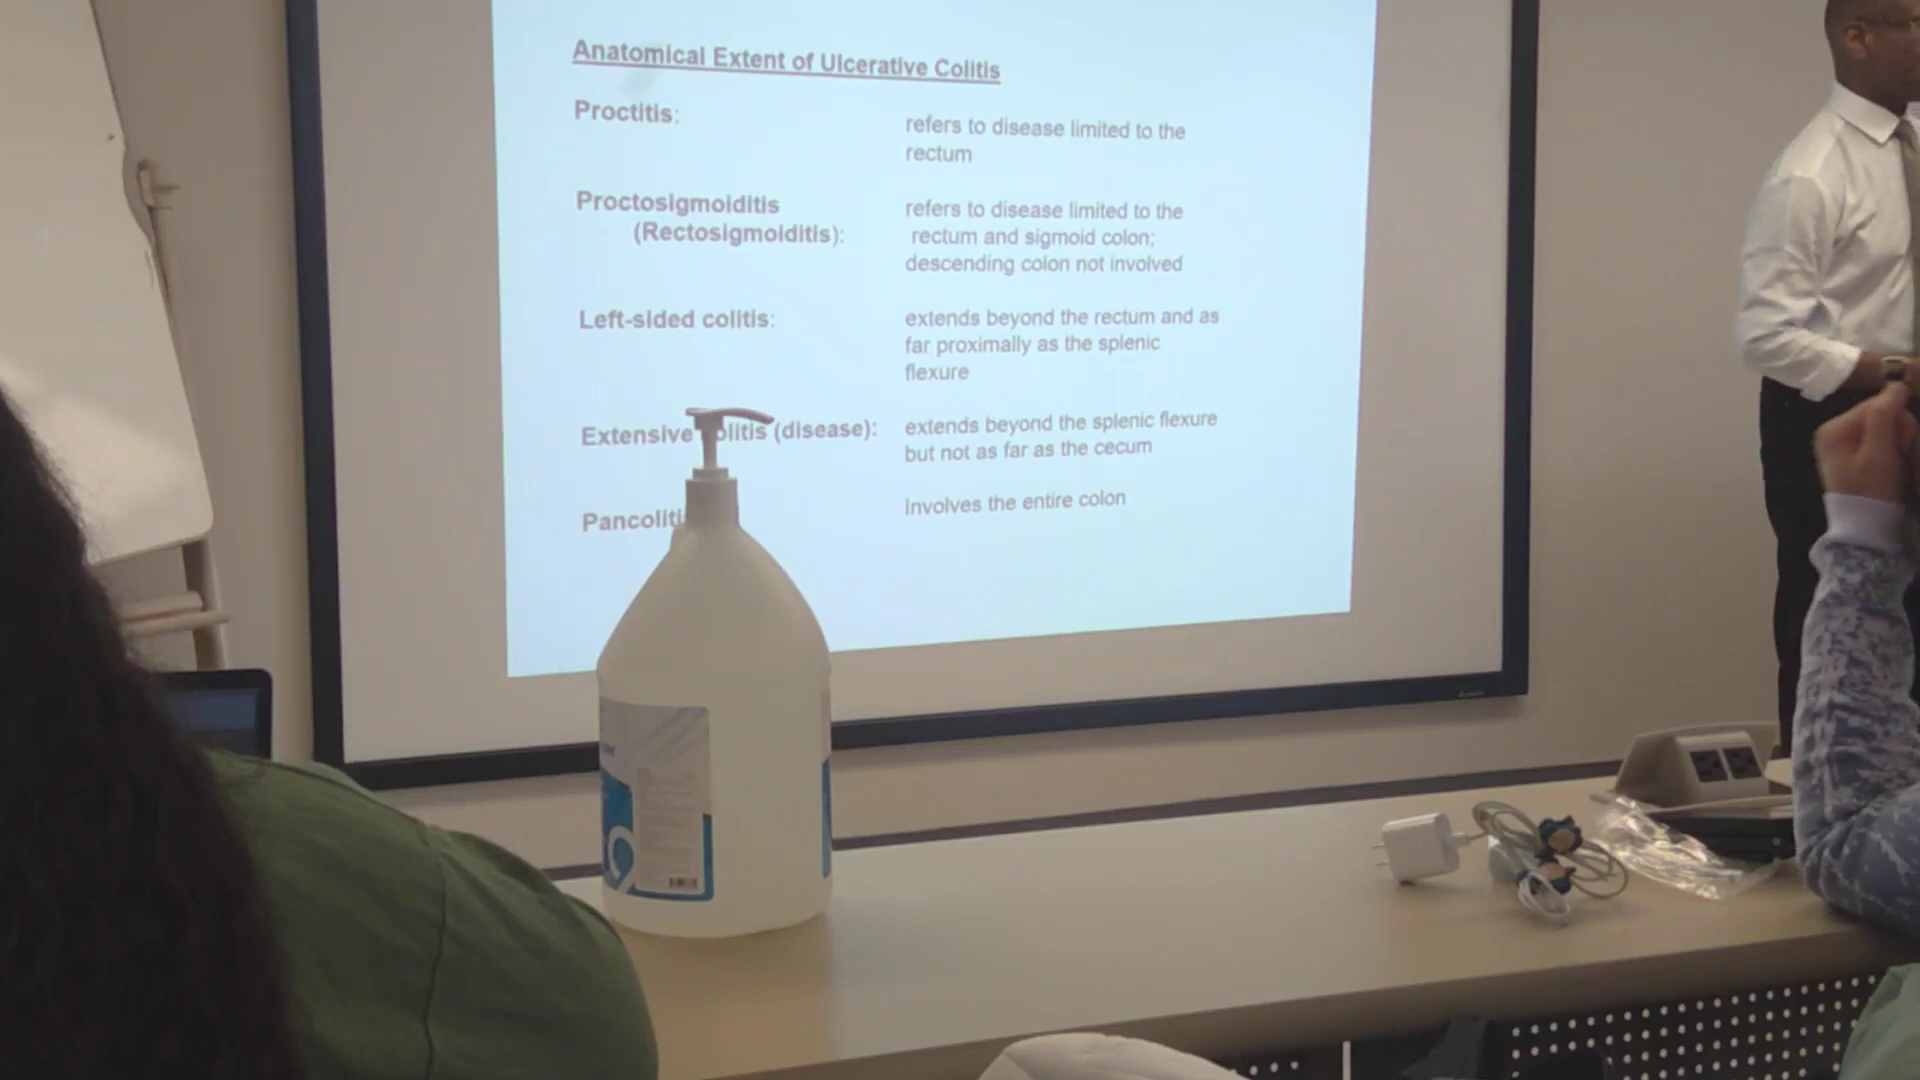 Anatomical Extent of Ulcerative Colitis
Proctitis:
refers to disease limited to the
rectum
Proctosigmoiditis
(Rectosigmoiditis):
refers to disease limited to the
rectum and sigmoid colon;
descending colon not involved
Left-sided colitis:
extends beyond the rectum and as
far proximally as the splenic
flexure
Extensive olitis (disease):
extends beyond the splenic flexure
but not as far as the cecum
Pancoliti
Involves the entire colon